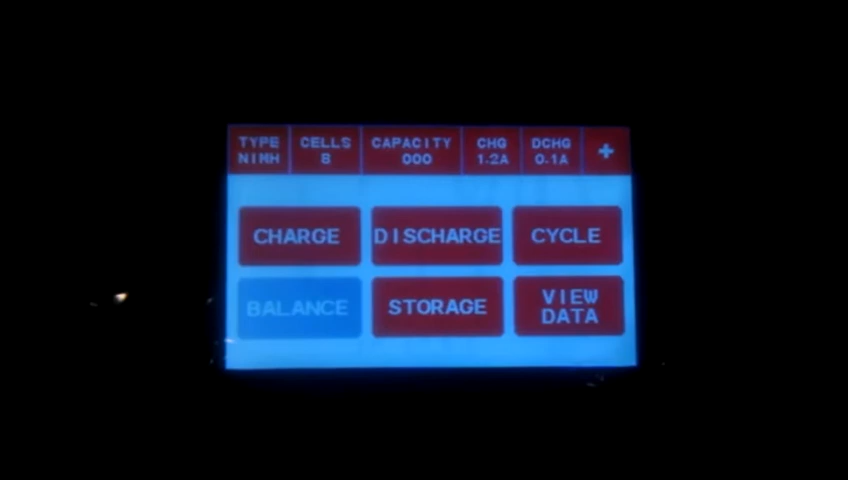 TYPE CELLS CAPACITY CHG DCHG +
NIMH 8 000 1.2A 0.1A
CHARGE DISCHARGE CYCLE
BALANCE STORAGE VIEW DATA